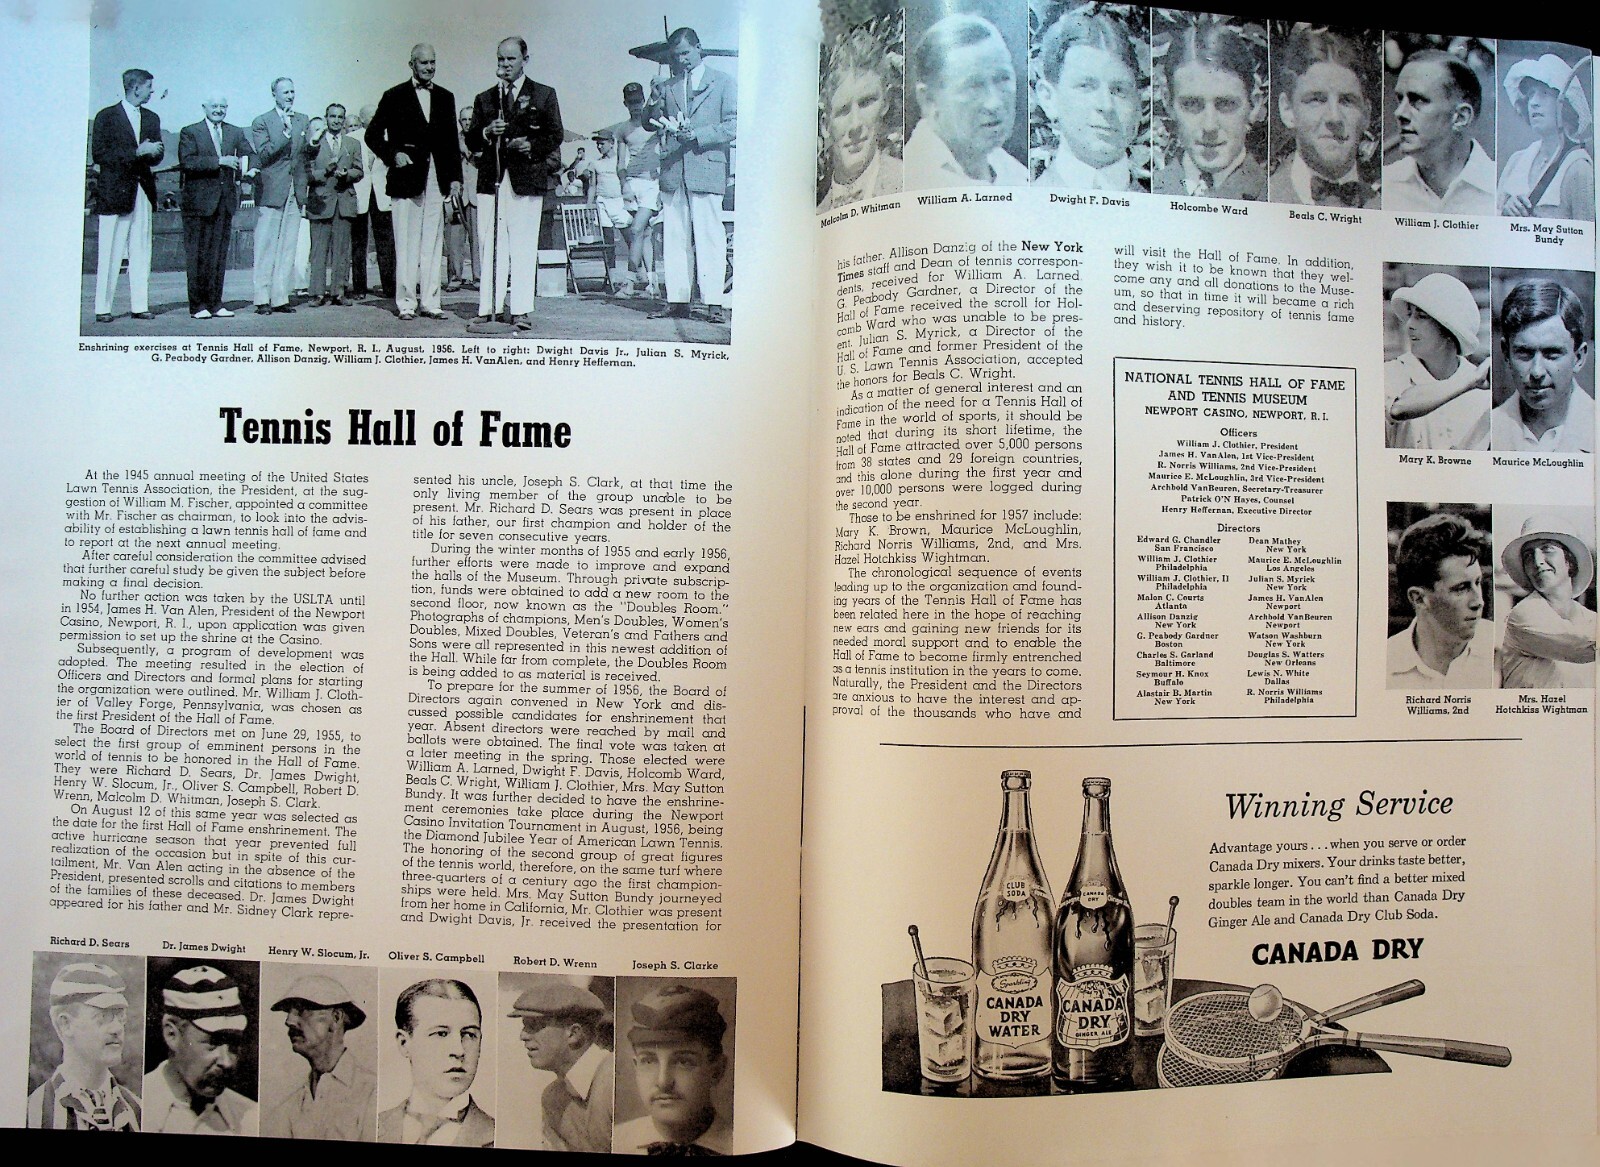 Enshrining exercises at Tennis Hall of Fame, Newport, R. I., August, 1956. Left to right: Dwight Davis Jr., Julian S. Myrick,
G. Peabody Gardner, Allison Danzig, William J. Clothier, James H. VanAlen, and Henry Heffernan.
Tennis Hall of Fame
At the 1945 annual meeting of the United States
Lawn Tennis Association, the President, at the sug-
gestion of William M. Fischer, appointed a committee
with Mr. Fischer as chairman, to look into the advis-
ability of establishing a lawn tennis hall of fame and
to report at the next annual meeting.
After careful consideration the committee advised
that further careful study be given the subject before
making a final decision.
No further action was taken by the USLTA until
in 1954, James H. Van Alen, President of the Newport
Casino, Newport, R. I., upon application was given
permission to set up the shrine at the Casino.
Subsequently, a program of development was
adopted. The meeting resulted in the election of
Officers and Directors and formal plans for starting
the organization were outlined. Mr. William J. Cloth-
ier of Valley Forge, Pennsylvania, was chosen as
the first President of the Hall of Fame.
The Board of Directors met on June 29, 1955, to
select the first group of emminent persons in the
world of tennis to be honored in the Hall of Fame.
They were Richard D. Sears, Dr. James Dwight,
Henry W. Slocum, Jr., Oliver S. Campbell, Robert D.
Wrenn, Malcolm D. Whitman, Joseph S. Clark.
On August 12 of this same year was selected as
the date for the first Hall of Fame enshrinement. The
active hurricane season that year prevented full
realization of the occasion but in spite of this cur-
tailment, Mr. Van Alen acting in the absence of the
President, presented scrolls and citations to members
of the families of these deceased. Dr. James Dwight
appeared for his father and Mr. Sidney Clark repre-
sented his uncle, Joseph S. Clark, at that time the
only living member of the group unable to be
present. Mr. Richard D. Sears was present in place
of his father, our first champion and holder of the
title for seven consecutive years.
During the winter months of 1955 and early 1956,
further efforts were made to improve and expand
the halls of the Museum. Through private subscrip-
tion, funds were obtained to add a new room to the
second floor, now known as the "Doubles Room."
Photographs of champions, Men's Doubles, Women's
Doubles, Mixed Doubles, Veteran's and Fathers and
Sons were all represented in this newest addition of
the Hall. While far from complete, the Doubles Room
is being added to as material is received.
To prepare for the summer of 1956, the Board of
Directors again convened in New York and dis-
cussed possible candidates for enshrinement that
year. Absent directors were reached by mail and
ballots were obtained. The final vote was taken at
a later meeting in the spring. Those elected were
William A. Larned, Dwight F. Davis, Holcomb Ward,
Beals C. Wright, William J. Clothier, Mrs. May Sutton
Bundy. It was further decided to have the enshrine-
ment ceremonies take place during the Newport
Casino Invitation Tournament in August, 1956, being
the Diamond Jubilee Year of American Lawn Tennis.
The honoring of the second group of great figures
of the tennis world, therefore, on the same turf where
three-quarters of a century ago the first champion-
ships were held. Mrs. May Sutton Bundy journeyed
from her home in California, Mr. Clothier was present
and Dwight Davis, Jr. received the presentation for
Richard D. Sears
Dr. James Dwight
Henry W. Slocum, Jr.
Oliver S. Campbell
Robert D. Wrenn
Joseph S. Clarke
Malcolm D. Whitman
William A. Larned
Dwight F. Davis
Holcombe Ward
Beals C. Wright
William J. Clothier
Mrs. May Sutton
Bundy
his father. Allison Danzig of the New York
Times staff and Dean of tennis correspon-
dents, received for William A. Larned.
G. Peabody Gardner, a Director of the
Hall of Fame received the scroll for Hol-
comb Ward who was unable to be pres-
ent. Julian S. Myrick, a Director of the
Hall of Fame and former President of the
U. S. Lawn Tennis Association, accepted
the honors for Beals C. Wright.
As a matter of general interest and an
indication of the need for a Tennis Hall of
Fame in the world of sports, it should be
noted that during its short lifetime, the
Hall of Fame attracted over 5,000 persons
from 38 states and 29 foreign countries,
and this alone during the first year and
over 10,000 persons were logged during
the second year.
Those to be enshrined for 1957 include:
Mary K. Brown, Maurice McLoughlin,
Richard Norris Williams, 2nd, and Mrs.
Hazel Hotchkiss Wightman.
The chronological sequence of events
leading up to the organization and found-
ing years of the Tennis Hall of Fame has
been related here in the hope of reaching
new ears and gaining new friends for its
needed moral support and to enable the
Hall of Fame to become firmly entrenched
as a tennis institution in the years to come.
Naturally, the President and the Directors
are anxious to have the interest and ap-
proval of the thousands who have and
will visit the Hall of Fame. In addition,
they wish it to be known that they wel-
come any and all donations to the Muse-
um, so that in time it will became a rich
and deserving repository of tennis fame
and history.
NATIONAL TENNIS HALL OF FAME
AND TENNIS MUSEUM
NEWPORT CASINO, NEWPORT, R. I.
Officers
William J. Clothier, President
James H. VanAlen, 1st Vice-President
R. Norris Williams, 2nd Vice-President
Maurice E. McLoughlin, 3rd Vice-President
Archbold VanBeuren, Secretary-Treasurer
Patrick O'N Hayes, Counsel
Henry Heffernan, Executive Director
Directors
Edward G. Chandler
San Francisco
William J. Clothier
Philadelphia
William J. Clothier, II
Philadelphia
Malon C. Courts
Atlanta
Allison Danzig
New York
G. Peabody Gardner
Boston
Charles S. Garland
Baltimore
Seymour H. Knox
Buffalo
Alastair B. Martin
New York
Dean Mathey
New York
Maurice E. McLoughlin
Los Angeles
Julian S. Myrick
New York
James H. VanAlen
Newport
Archbold VanBeuren
Newport
Watson Washburn
New York
Douglas S. Watters
New Orleans
Lewis N. White
Dallas
R. Norris Williams
Philadelphia
Mary K. Browne
Maurice McLoughlin
Richard Norris
Williams, 2nd
Mrs. Hazel
Hotchkiss Wightman
Winning Service
Advantage yours . . . when you serve or order
Canada Dry mixers. Your drinks taste better,
sparkle longer. You can't find a better mixed
doubles team in the world than Canada Dry
Ginger Ale and Canada Dry Club Soda.
CANADA DRY
CLUB
SODA
CANADA
DRY
Sparkling
CANADA
DRY
WATER
CANADA
DRY
GINGER ALE